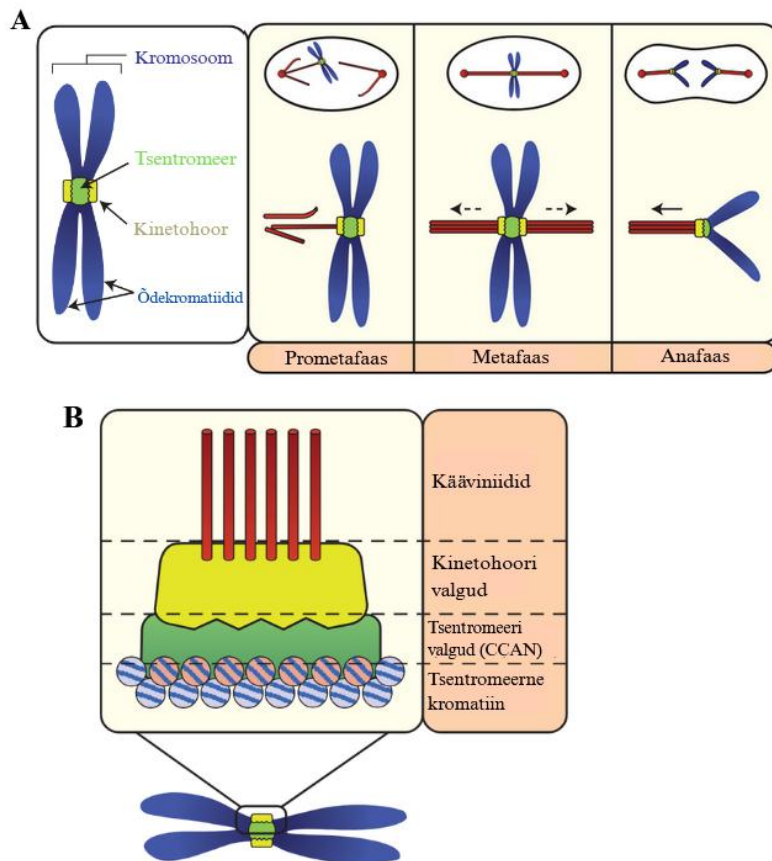 A
Kromosoom
Tsentromeer
Kinetohoor
Õdekromatiidid
Prometafaas
Metafaas
Anafaas
B
Kääviniidid
Kinetohoori
valgud
Tsentromeeri
valgud (CCAN)
Tsentromeerne
kromatiin